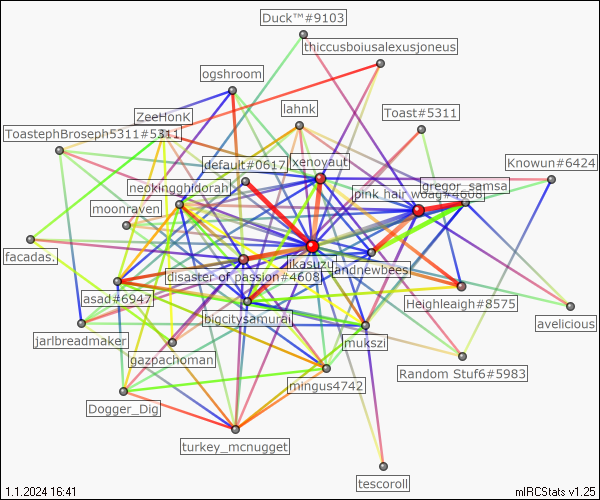 Duck™#9103
thiccusboiusalexusjoneus
ogshroom
lahnk
Toast#5311
ZeeHonK
ToastephBroseph5311#5311
default#0617
xenoyaut
Knowun#6424
neokingghidorah
pink hair woag#4608
gregor_samsa
moonraven
facadas.
jkasuzu
andnewbees
disaster of passion#4608
asad#6947
Heighleaigh#8575
bigcitysamurai
avelicious
jarlbreadmaker
mukszi
gazpachoman
Random Stuf6#5983
mingus4742
Dogger_Dig
turkey_mcnugget
tescoroll
1.1.2024 16:41
mIRCStats v1.25